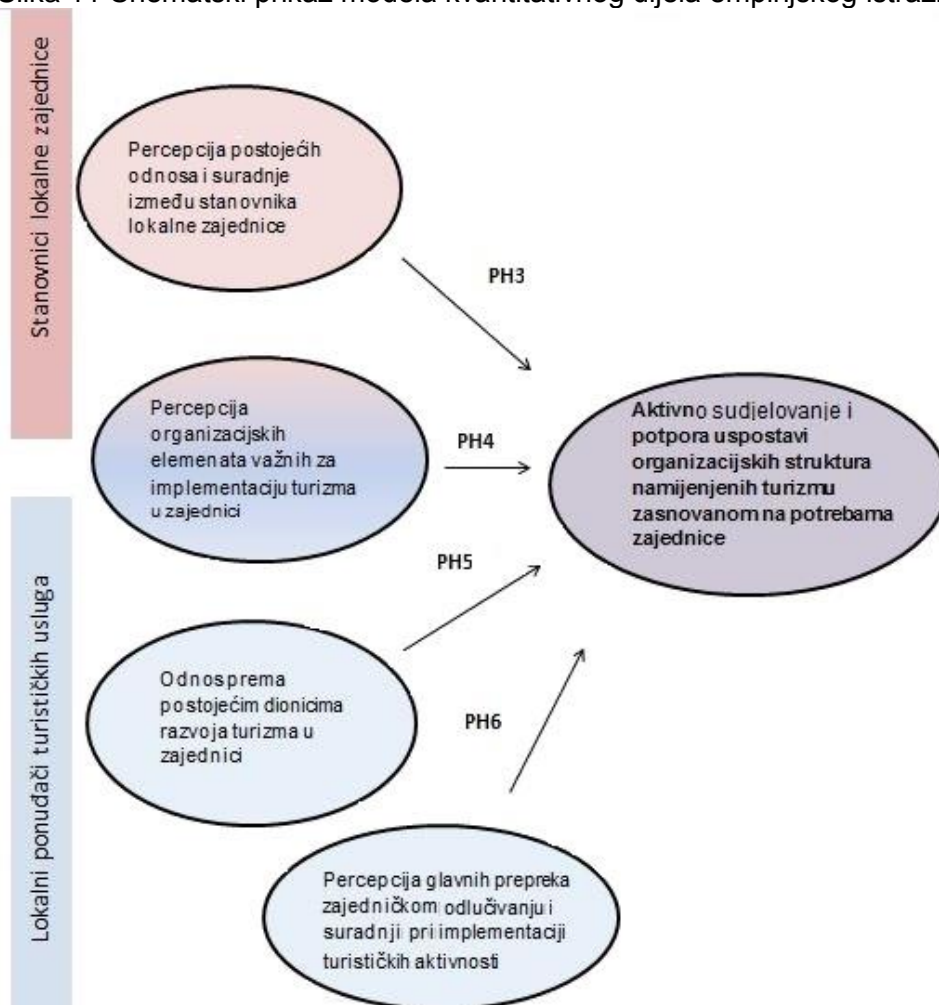 Stanovnici lokalne zajednice
Percepcija postojećih
odnosa i suradnje
između stanovnika
lokalne zajednice
PH3
Percepcija
organizacijskih
elemenata važnih za
implementaciju turizma
u zajednici
PH4
Aktivno sudjelovanje i
potpora uspostavi
organizacijskih struktura
namijenjenih turizmu
zasnovanom na potrebama
zajednice
Lokalni ponuđači turističkih usluga
PH5
Odnos prema
postojećim dionicima
razvoja turizma u
zajednici
PH6
Percepcija glavnih prepreka
zajedničkom odlučivanju i
suradnji pri implementaciji
turističkih aktivnosti